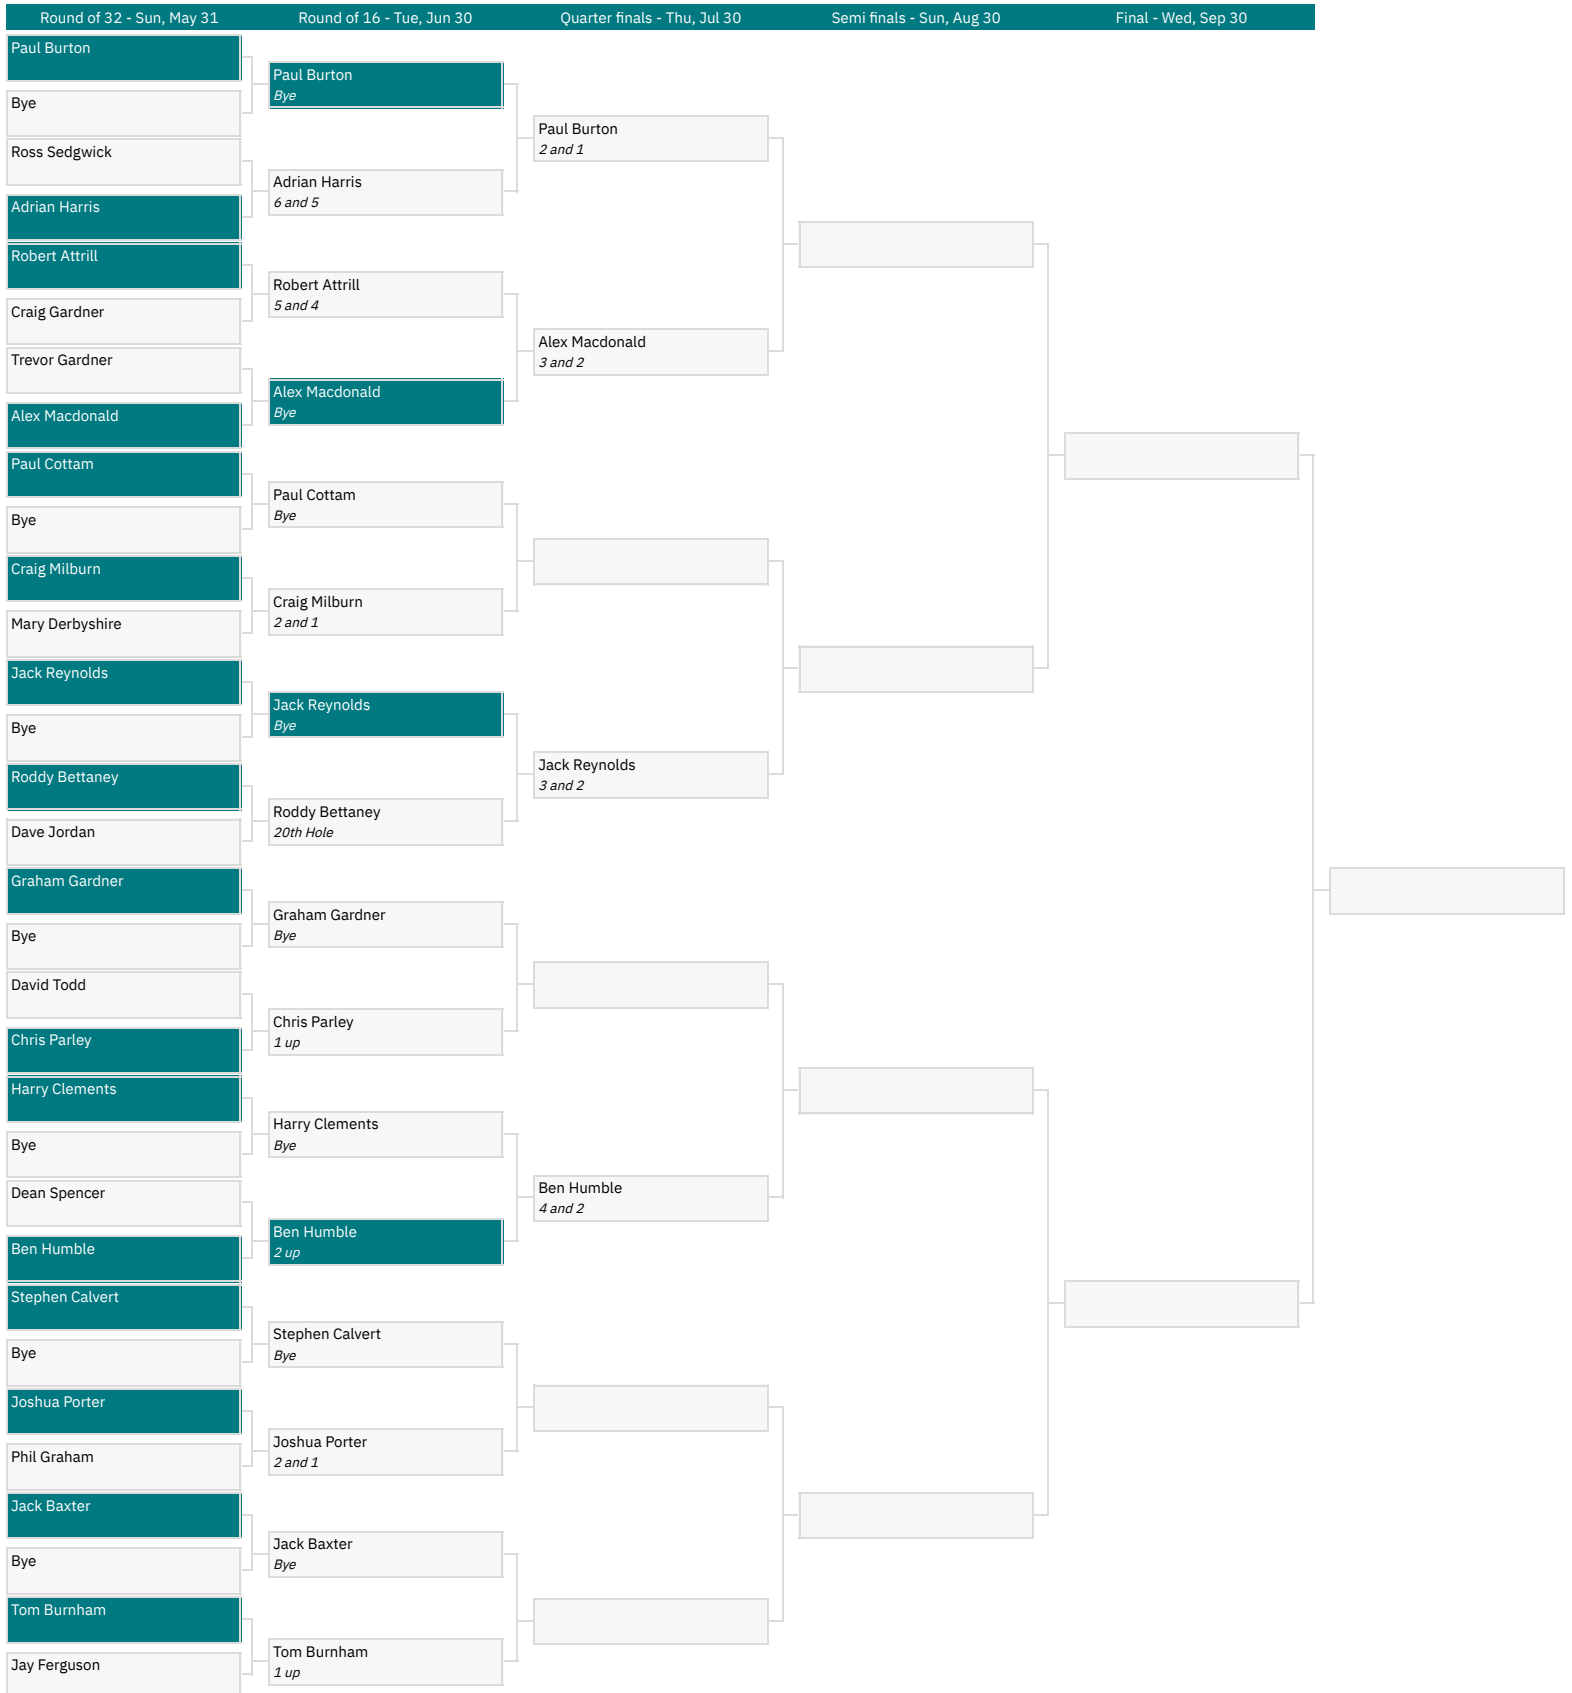 Round of 32 - Sun, May 31
Round of 16 - Tue, Jun 30
Quarter finals - Thu, Jul 30
Semi finals - Sun, Aug 30
Final - Wed, Sep 30
Paul Burton
Bye
Ross Sedgwick
Adrian Harris
Robert Attrill
Craig Gardner
Trevor Gardner
Alex Macdonald
Paul Cottam
Bye
Craig Milburn
Mary Derbyshire
Jack Reynolds
Bye
Roddy Bettaney
Dave Jordan
Graham Gardner
Bye
David Todd
Chris Parley
Harry Clements
Bye
Dean Spencer
Ben Humble
Stephen Calvert
Bye
Joshua Porter
Phil Graham
Jack Baxter
Bye
Tom Burnham
Jay Ferguson
Paul Burton
Bye
Adrian Harris
6 and 5
Robert Attrill
5 and 4
Alex Macdonald
Bye
Paul Cottam
Bye
Craig Milburn
2 and 1
Jack Reynolds
Bye
Roddy Bettaney
20th Hole
Graham Gardner
Bye
Chris Parley
1 up
Harry Clements
Bye
Ben Humble
2 up
Stephen Calvert
Bye
Joshua Porter
2 and 1
Jack Baxter
Bye
Tom Burnham
1 up
Paul Burton
2 and 1
Alex Macdonald
3 and 2
Jack Reynolds
3 and 2
Ben Humble
4 and 2